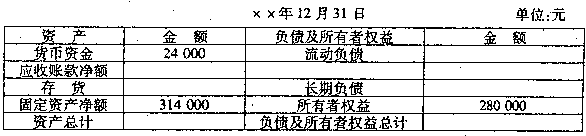 ××年12月31日 单位:元
资产 金额 负债及所有者权益 金额
货币资金 24 000 流动负债
应收账款净额
存货 长期负债
固定资产净额 314 000 所有者权益 280 000
资产总计 负债及所有者权益总计